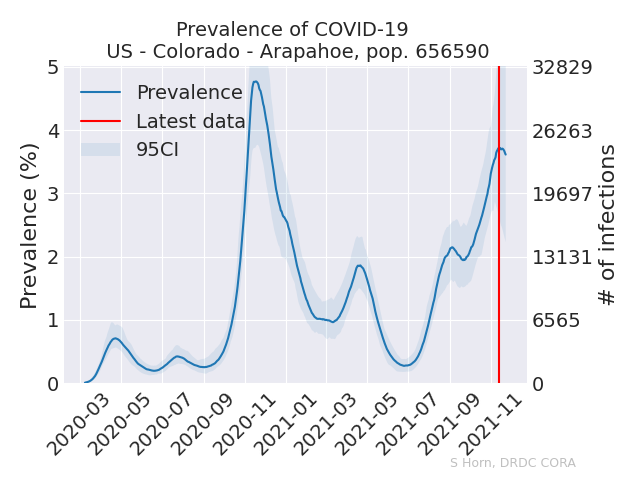 Prevalence of COVID-19
US - Colorado - Arapahoe, pop. 656590
Prevalence (%)
5
4
3
2
1
0
Prevalence
Latest data
95CI
32829
26263
19697
13131
6565
0
# of infections
2020-03
2020-05
2020-07
2020-09
2020-11
2021-01
2021-03
2021-05
2021-07
2021-09
2021-11
S Horn, DRDC CORA